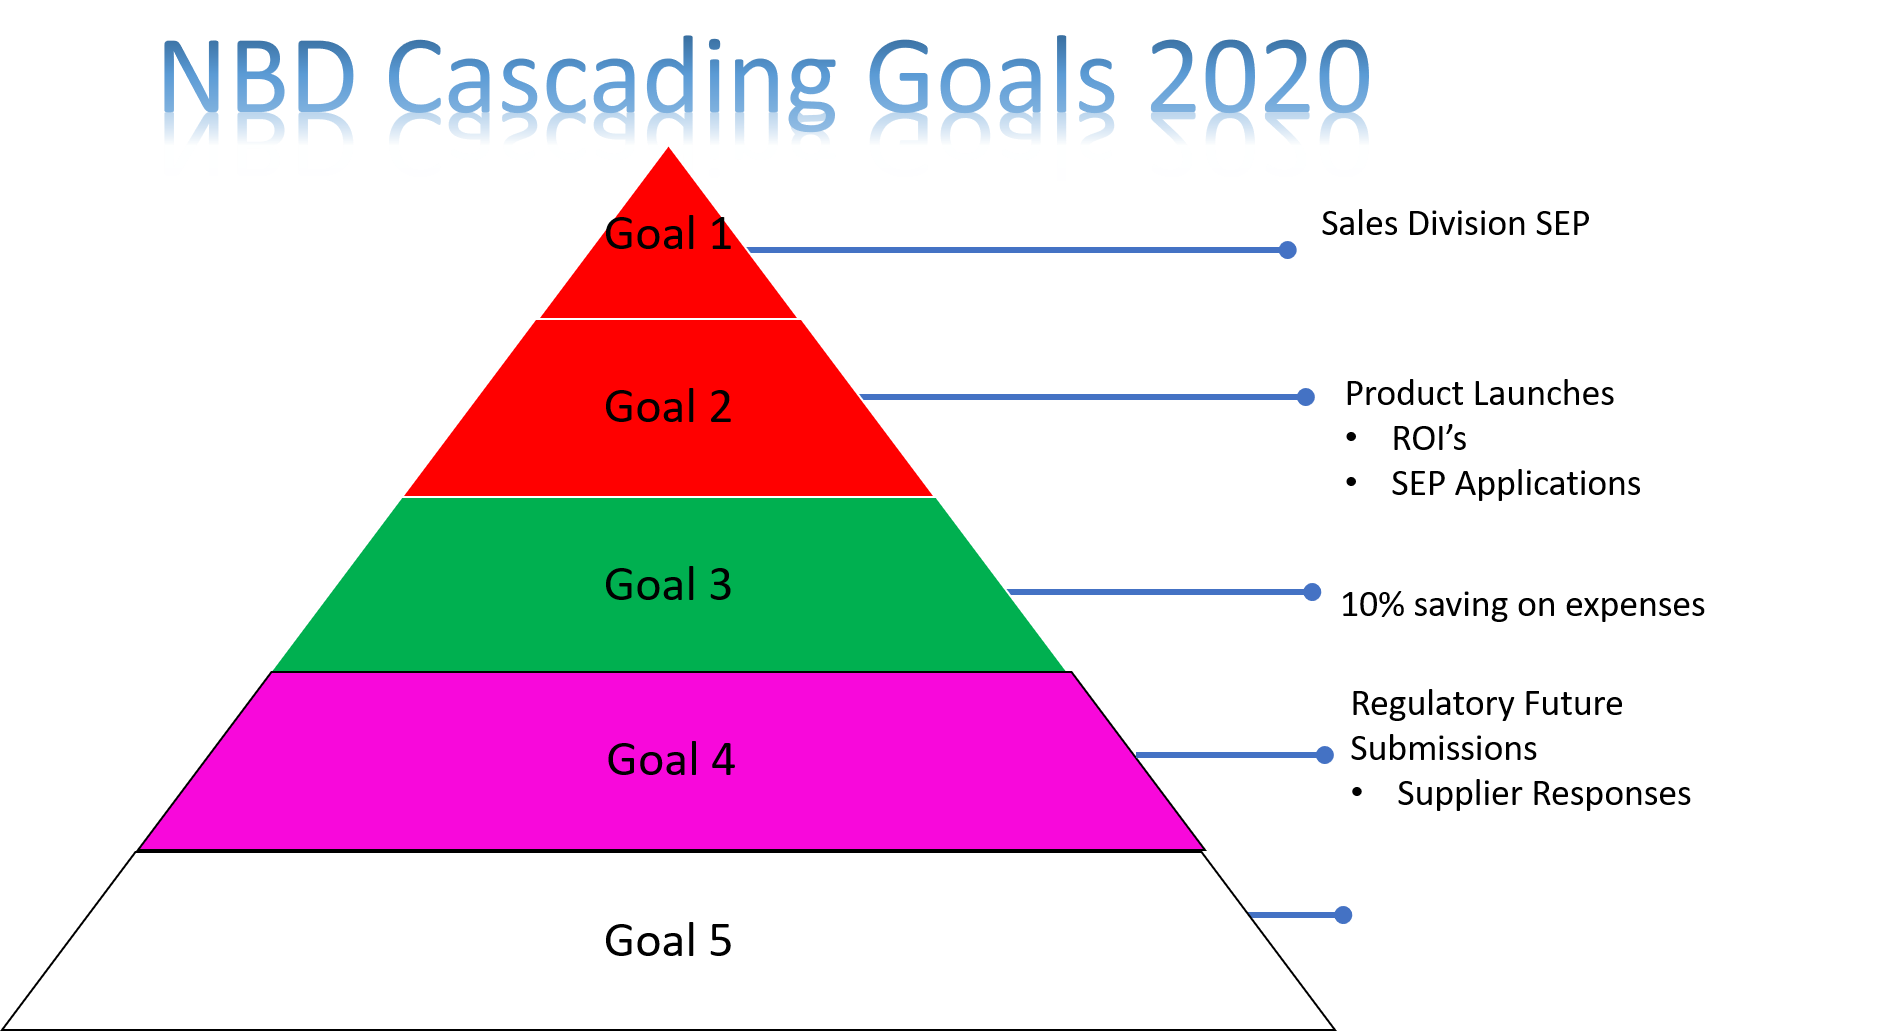 NBD Cascading Goals 2020
Goal 1
Sales Division SEP
Goal 2
Product Launches
• ROI’s
• SEP Applications
Goal 3
10% saving on expenses
Goal 4
Regulatory Future
Submissions
• Supplier Responses
Goal 5